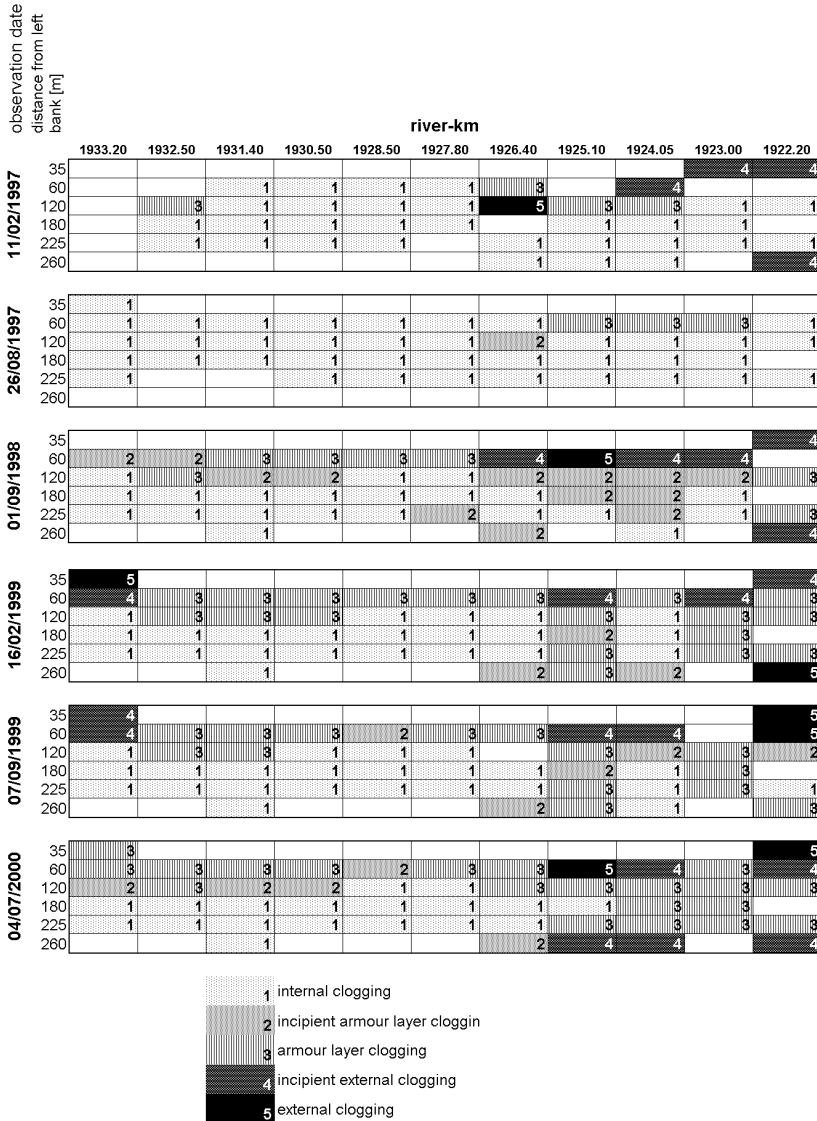 observation date
distance from left
bank [m]
river-km
1933.20 1932.50 1931.40 1930.50 1928.50 1927.80 1926.40 1925.10 1924.05 1923.00 1922.20
11/02/1997
35 4 4
60 1 1 1 1 3 4
120 3 1 1 1 1 5 3 3 1 1
180 1 1 1 1 1 1 1 1
225 1 1 1 1 1 1 1 1 1
260 1 1 1 4
26/08/1997
35 1
60 1 1 1 1 1 1 1 3 3 3 1
120 1 1 1 1 1 1 2 1 1 1 1
180 1 1 1 1 1 1 1 1 1 1
225 1 1 1 1 1 1 1 1 1
260
01/09/1998
35 4
60 2 2 3 3 3 3 4 5 4 4
120 1 3 2 2 1 1 2 2 2 2 3
180 1 1 1 1 1 1 1 2 2 1
225 1 1 1 1 1 2 1 1 2 1 3
260 1 2 1 4
16/02/1999
35 5 4
60 4 3 3 3 3 3 3 4 3 4 3
120 1 3 3 3 1 1 1 3 1 3 3
180 1 1 1 1 1 1 1 2 1 3
225 1 1 1 1 1 1 1 3 1 3 3
260 1 2 3 2 5
07/09/1999
35 4 5
60 4 3 3 3 2 3 3 4 4 5
120 1 3 3 1 1 1 3 2 3 2
180 1 1 1 1 1 1 1 2 1 3
225 1 1 1 1 1 1 1 3 1 3 1
260 1 2 3 1 3
04/07/2000
35 3 5
60 3 3 3 3 2 3 3 5 4 3 4
120 2 3 2 2 1 1 3 3 3 3 3
180 1 1 1 1 1 1 1 1 3 3
225 1 1 1 1 1 1 1 3 3 3 3
260 1 2 4 4 4
1 internal clogging
2 incipient armour layer cloggin
3 armour layer clogging
4 incipient external clogging
5 external clogging